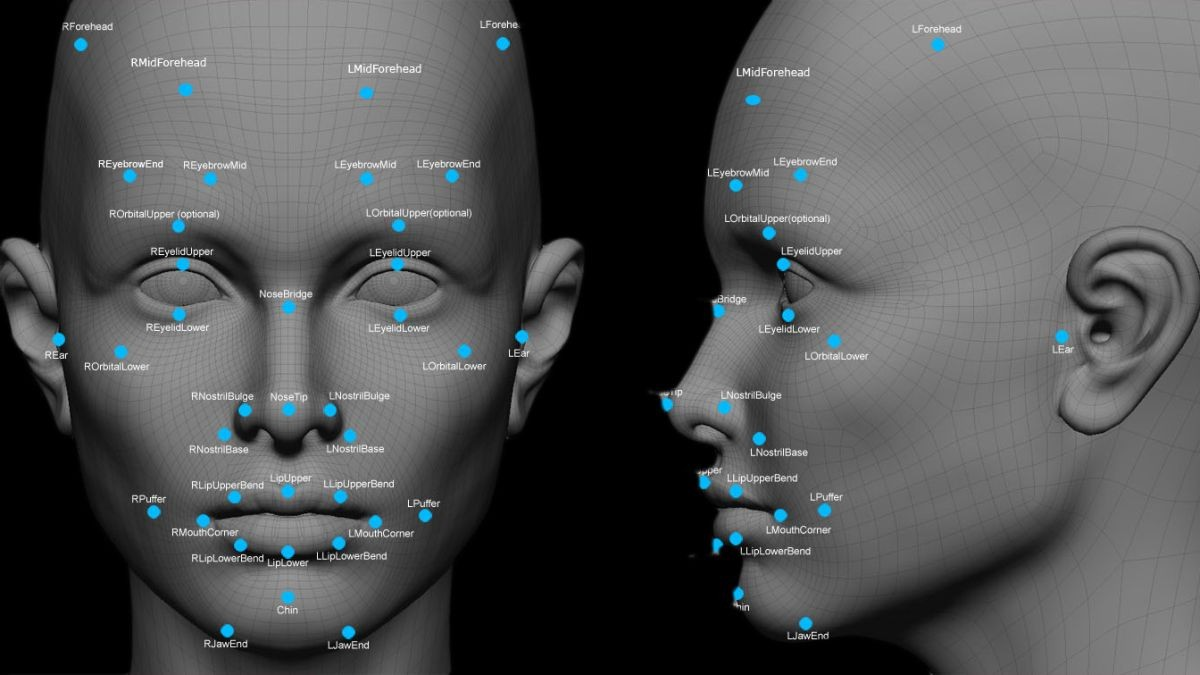 RForehead
LForehe
RMidForehead
LMidForehead
REyebrowEnd
REyebrowMid
LEyebrowMid
LEyebrowEnd
ROrbitalUpper (optional)
LOrbitalUpper(optional)
REyelidUpper
LEyelidUpper
NoseBridge
REyelidLower
LEyelidLower
REar
LEar
ROrbitalLower
LOrbitalLower
RNostrilBulge
NoseTip
LNostrilBulge
RNostrilBase
LNostrilBase
RLipUpperBend
LipUpper
LLipUpperBend
RPuffer
LPuffer
RMouthCorner
LMouthCorner
RLipLowerBend
LipLower
LLipLowerBend
Chin
RJawEnd
LJawEnd
LForehead
LMidForehead
LEyebrowEnd
LEyebrowMid
LOrbitalUpper(optional)
LEyelidUpper
Bridge
LEyelidLower
LOrbitalLower
LEar
LNostrilBulge
LNostrilBase
LLipUpperBend
LPuffer
LMouthCorner
LLipLowerBend
hin
LJawEnd